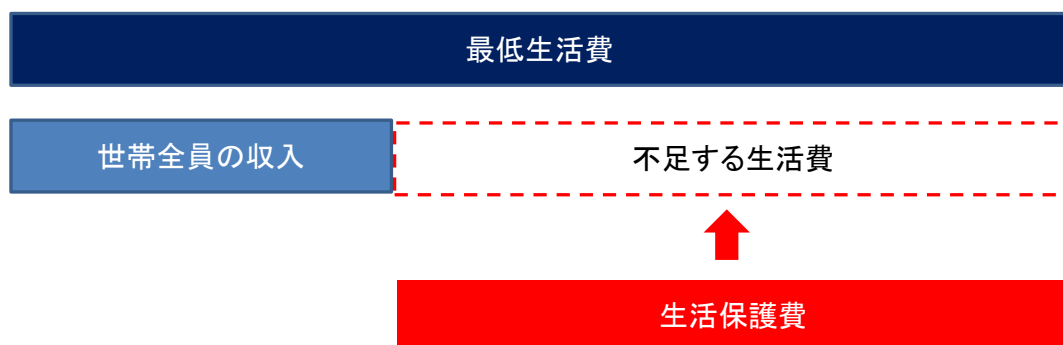 最低生活費
世帯全員の収入
不足する生活費
生活保護費